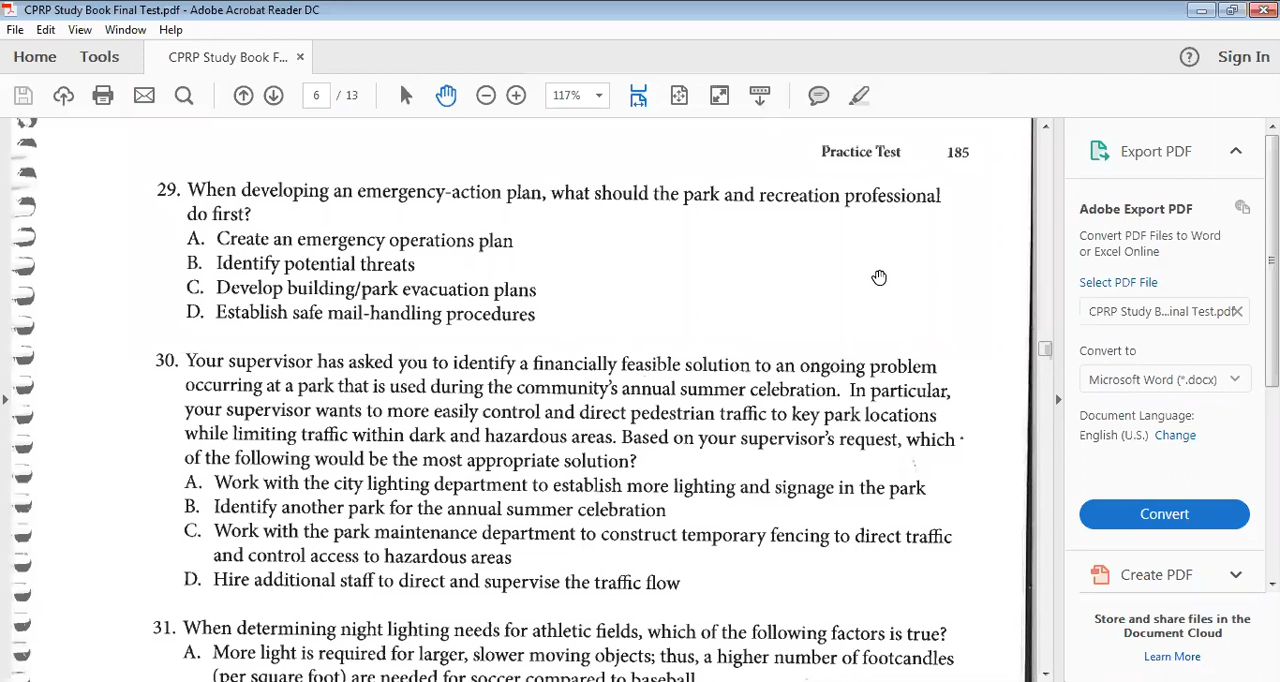 CPRP Study Book Final Test.pdf - Adobe Acrobat Reader DC
File Edit View Window Help
Home Tools CPRP Study Book F... × Sign In
6 / 13 117%
Practice Test 185
29. When developing an emergency-action plan, what should the park and recreation professional
do first?
A. Create an emergency operations plan
B. Identify potential threats
C. Develop building/park evacuation plans
D. Establish safe mail-handling procedures
30. Your supervisor has asked you to identify a financially feasible solution to an ongoing problem
occurring at a park that is used during the community's annual summer celebration. In particular,
your supervisor wants to more easily control and direct pedestrian traffic to key park locations
while limiting traffic within dark and hazardous areas. Based on your supervisor's request, which
of the following would be the most appropriate solution?
A. Work with the city lighting department to establish more lighting and signage in the park
B. Identify another park for the annual summer celebration
C. Work with the park maintenance department to construct temporary fencing to direct traffic
and control access to hazardous areas
D. Hire additional staff to direct and supervise the traffic flow
31. When determining night lighting needs for athletic fields, which of the following factors is true?
A. More light is required for larger, slower moving objects; thus, a higher number of footcandles
(per square foot) are needed for soccer compared to baseball
Export PDF
Adobe Export PDF
Convert PDF Files to Word
or Excel Online
Select PDF File
CPRP Study B...inal Test.pdf
Convert to
Microsoft Word (*.docx)
Document Language:
English (U.S.) Change
Convert
Create PDF
Store and share files in the
Document Cloud
Learn More